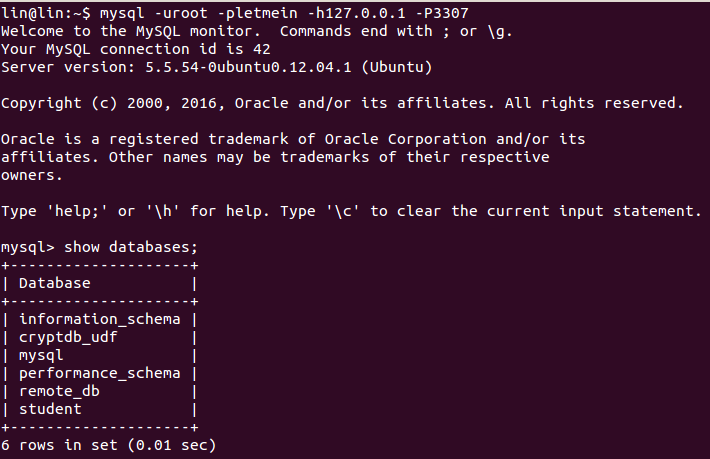 lin@lin:~$ mysql -uroot -pletmein -h127.0.0.1 -P3307
Welcome to the MySQL monitor.  Commands end with ; or \g.
Your MySQL connection id is 42
Server version: 5.5.54-0ubuntu0.12.04.1 (Ubuntu)

Copyright (c) 2000, 2016, Oracle and/or its affiliates. All rights reserved.

Oracle is a registered trademark of Oracle Corporation and/or its
affiliates. Other names may be trademarks of their respective
owners.

Type 'help;' or '\h' for help. Type '\c' to clear the current input statement.

mysql> show databases;
+--------------------+
| Database           |
+--------------------+
| information_schema |
| cryptdb_udf        |
| mysql              |
| performance_schema |
| remote_db          |
| student            |
+--------------------+
6 rows in set (0.01 sec)